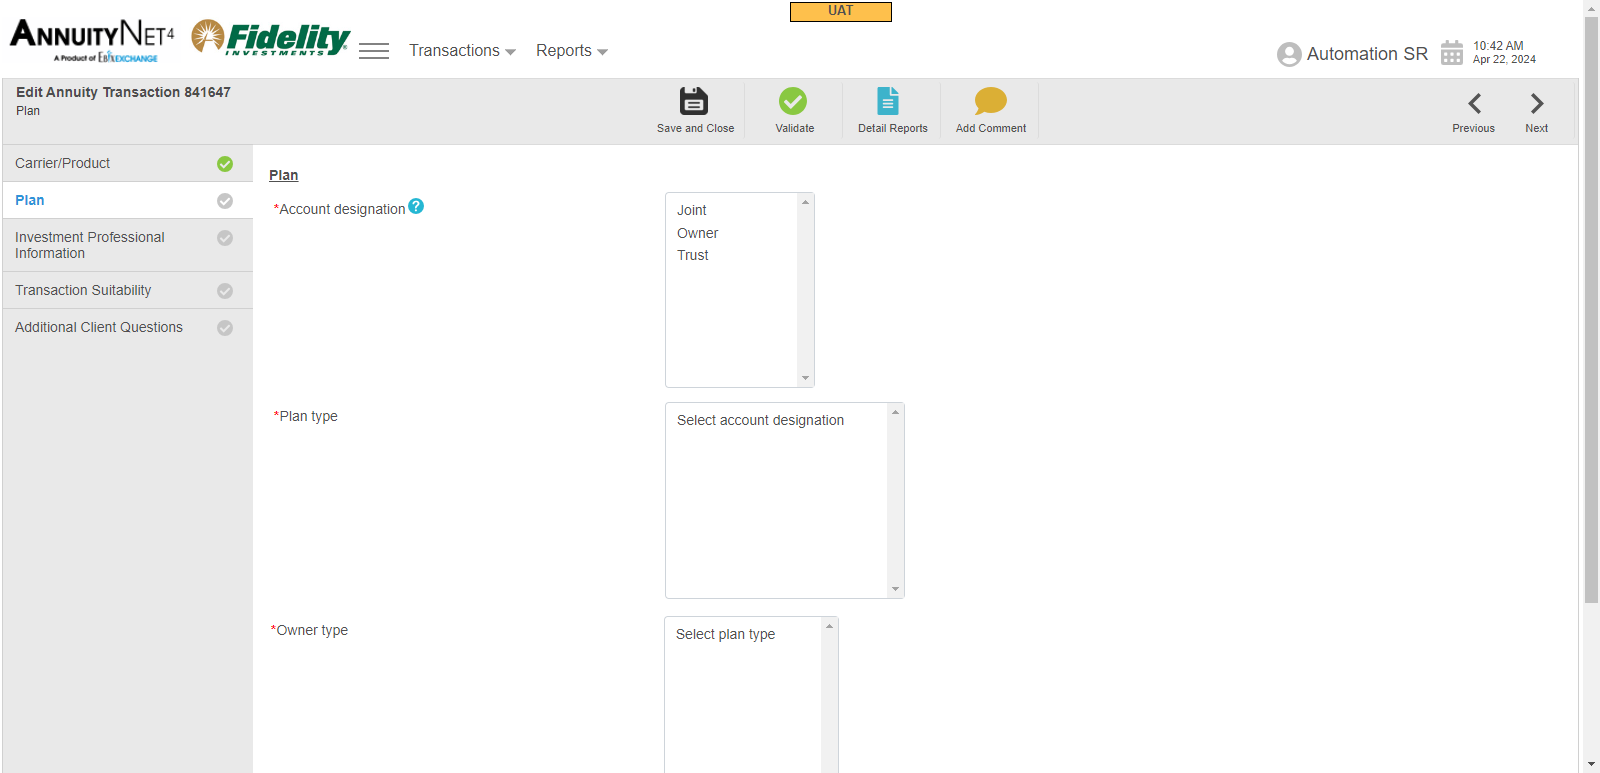 UAT
ANNUITYNET4
A Product of EbixEXCHANGE
Fidelity
INVESTMENTS
Transactions
Reports
Automation SR
10:42 AM
Apr 22, 2024
Edit Annuity Transaction 841647
Plan
Save and Close
Validate
Detail Reports
Add Comment
Previous
Next
Carrier/Product
Plan
Investment Professional
Information
Transaction Suitability
Additional Client Questions
Plan
*Account designation ?
Joint
Owner
Trust
*Plan type
Select account designation
*Owner type
Select plan type